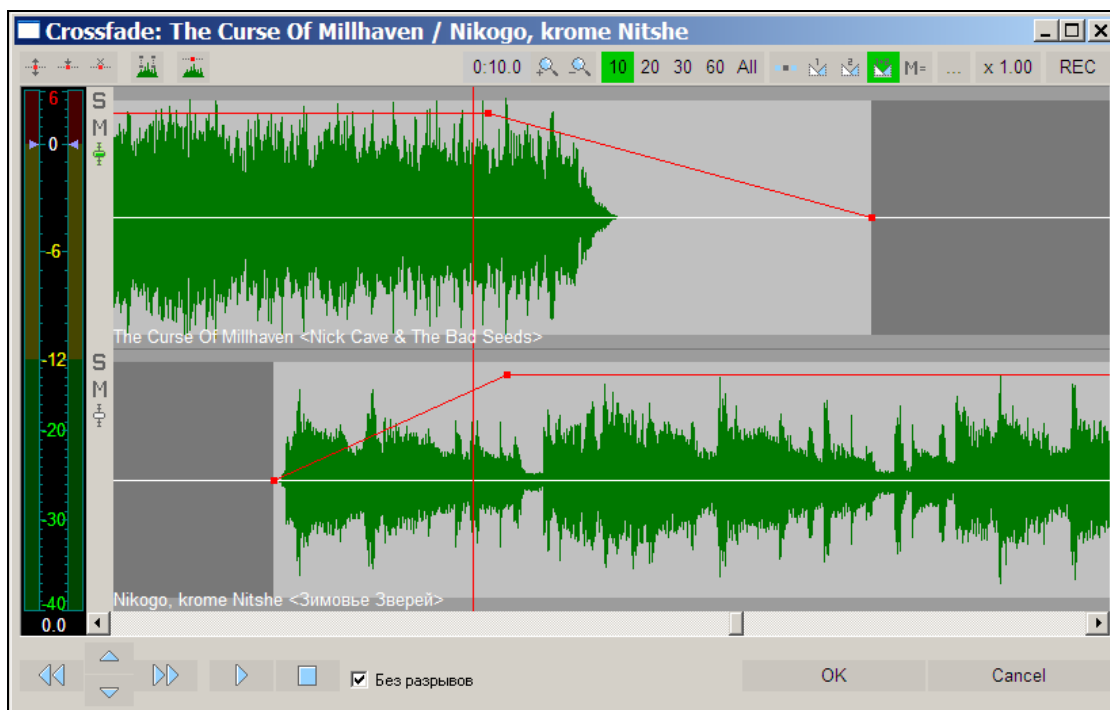 Crossfade: The Curse Of Millhaven / Nikogo, krome Nitshe
0:10.0 10 20 30 60 All 1 2 M= ... x 1.00 REC
6
0
-6
-12
-20
-30
-40
0.0
S
M
The Curse Of Millhaven <Nick Cave & The Bad Seeds>
S
M
Nikogo, krome Nitshe <Зимовье Зверей>
Без разрывов
OK
Cancel